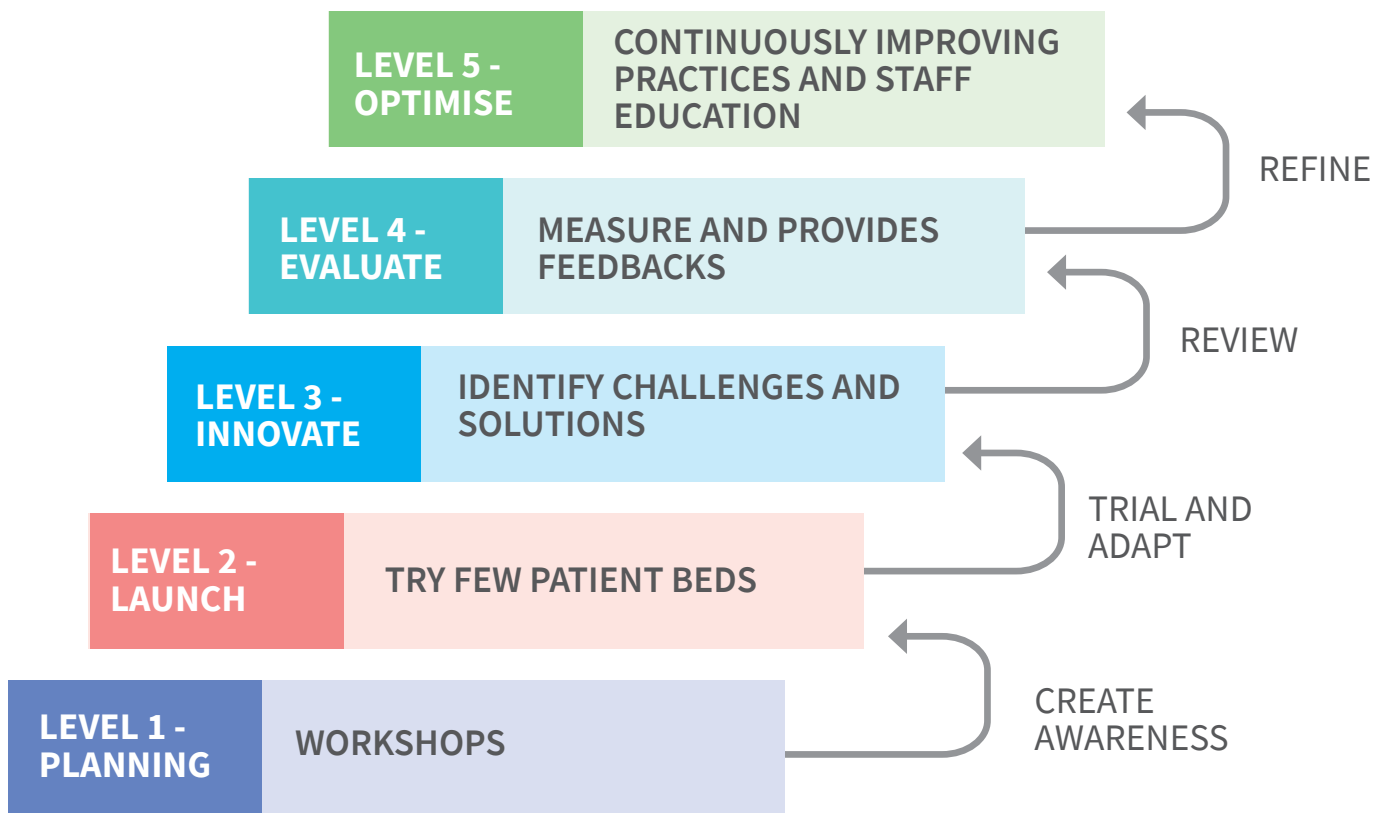 LEVEL 5 -
OPTIMISE
CONTINUOUSLY IMPROVING
PRACTICES AND STAFF
EDUCATION
REFINE
LEVEL 4 -
EVALUATE
MEASURE AND PROVIDES
FEEDBACKS
REVIEW
LEVEL 3 -
INNOVATE
IDENTIFY CHALLENGES AND
SOLUTIONS
TRIAL AND
ADAPT
LEVEL 2 -
LAUNCH
TRY FEW PATIENT BEDS
CREATE
AWARENESS
LEVEL 1 -
PLANNING
WORKSHOPS